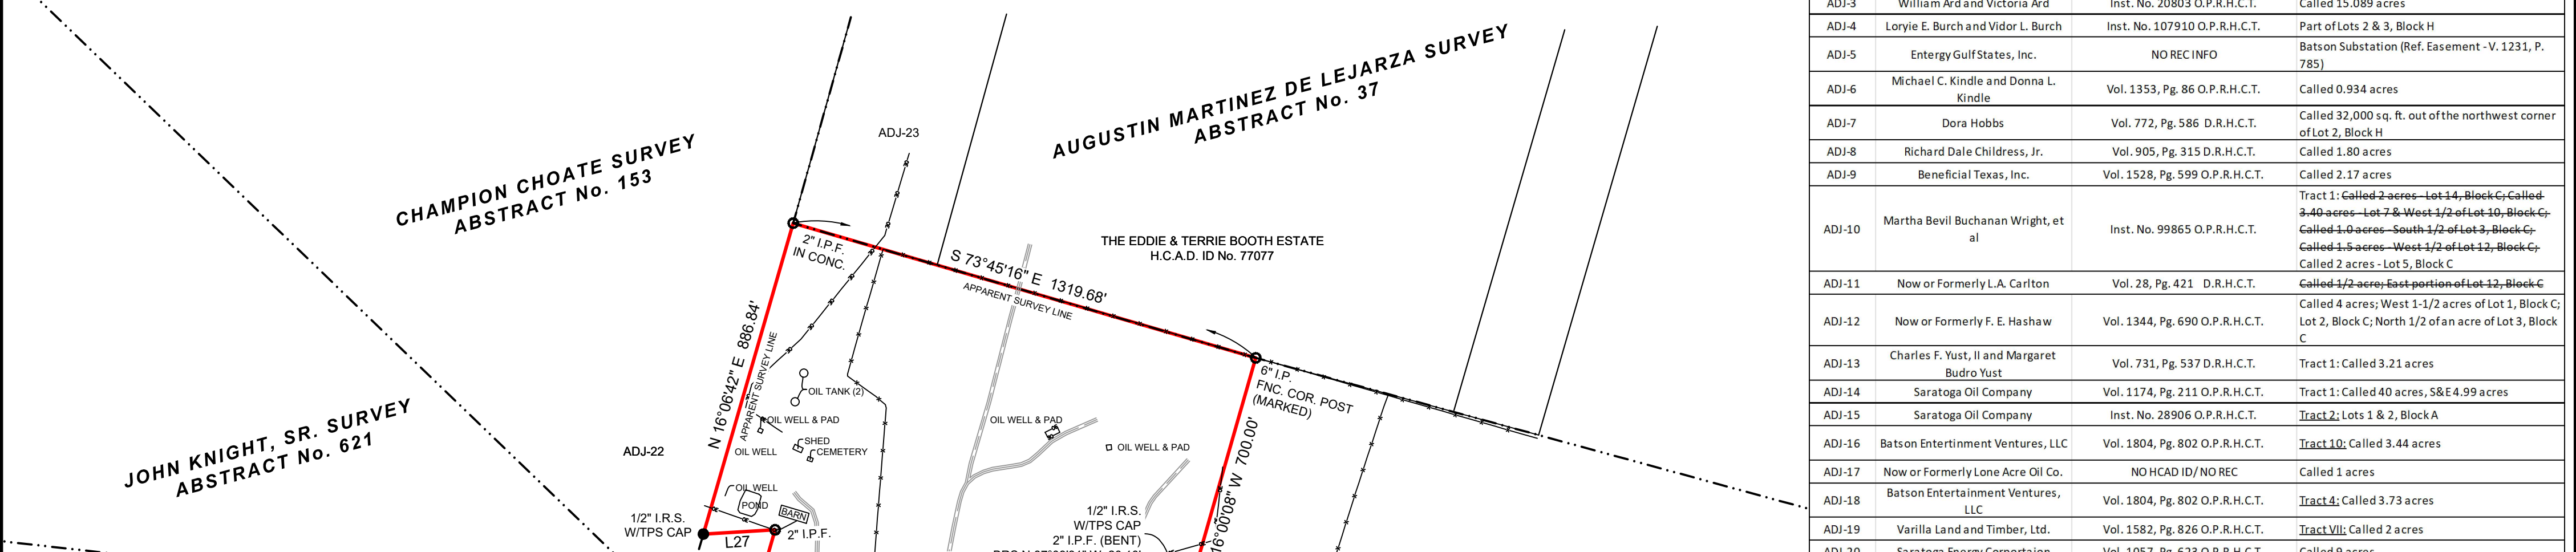 CHAMPION CHOATE SURVEY
ABSTRACT No. 153
AUGUSTIN MARTINEZ DE LEJARZA SURVEY
ABSTRACT No. 37
JOHN KNIGHT, SR. SURVEY
ABSTRACT No. 621
ADJ-23
2" I.P.F.
IN CONC.
THE EDDIE & TERRIE BOOTH ESTATE
H.C.A.D. ID No. 77077
S 73°45'16" E 1319.68'
APPARENT SURVEY LINE
N 16°06'42" E 886.84'
APPARENT SURVEY LINE
OIL TANK (2)
OIL WELL & PAD
SHED
OIL WELL
CEMETERY
ADJ-22
OIL WELL
POND
BARN
1/2" I.R.S.
W/TPS CAP
L27
2" I.P.F.
OIL WELL & PAD
OIL WELL & PAD
6" I.P.
FNC. COR. POST
(MARKED)
16°00'08" W 700.00'
1/2" I.R.S.
W/TPS CAP
2" I.P.F. (BENT)
ADJ-3 William Ard and Victoria Ard Inst. No. 20803 O.P.R.H.C.T. Called 15.089 acres
ADJ-4 Loryie E. Burch and Vidor L. Burch Inst. No. 107910 O.P.R.H.C.T. Part of Lots 2 & 3, Block H
ADJ-5 Entergy Gulf States, Inc. NO REC INFO Batson Substation (Ref. Easement - V. 1231, P.
785)
ADJ-6 Michael C. Kindle and Donna L.
Kindle Vol. 1353, Pg. 86 O.P.R.H.C.T. Called 0.934 acres
ADJ-7 Dora Hobbs Vol. 772, Pg. 586 D.R.H.C.T. Called 32,000 sq. ft. out of the northwest corner
of Lot 2, Block H
ADJ-8 Richard Dale Childress, Jr. Vol. 905, Pg. 315 D.R.H.C.T. Called 1.80 acres
ADJ-9 Beneficial Texas, Inc. Vol. 1528, Pg. 599 O.P.R.H.C.T. Called 2.17 acres
ADJ-10 Martha Bevil Buchanan Wright, et
al Inst. No. 99865 O.P.R.H.C.T. Tract 1: Called 2 acres - Lot 14, Block C; Called
3.40 acres - Lot 7 & West 1/2 of Lot 10, Block C;
Called 1.0 acres - South 1/2 of Lot 3, Block C;
Called 1.5 acres - West 1/2 of Lot 12, Block C;
Called 2 acres - Lot 5, Block C
ADJ-11 Now or Formerly L.A. Carlton Vol. 28, Pg. 421 D.R.H.C.T. Called 1/2 acre; East portion of Lot 12, Block C
ADJ-12 Now or Formerly F. E. Hashaw Vol. 1344, Pg. 690 O.P.R.H.C.T. Called 4 acres; West 1-1/2 acres of Lot 1, Block C;
Lot 2, Block C; North 1/2 of an acre of Lot 3, Block
C
ADJ-13 Charles F. Yust, II and Margaret
Budro Yust Vol. 731, Pg. 537 D.R.H.C.T. Tract 1: Called 3.21 acres
ADJ-14 Saratoga Oil Company Vol. 1174, Pg. 211 O.P.R.H.C.T. Tract 1: Called 40 acres, S&E 4.99 acres
ADJ-15 Saratoga Oil Company Inst. No. 28906 O.P.R.H.C.T. Tract 2: Lots 1 & 2, Block A
ADJ-16 Batson Entertinment Ventures, LLC Vol. 1804, Pg. 802 O.P.R.H.C.T. Tract 10: Called 3.44 acres
ADJ-17 Now or Formerly Lone Acre Oil Co. NO HCAD ID/ NO REC Called 1 acres
ADJ-18 Batson Entertainment Ventures,
LLC Vol. 1804, Pg. 802 O.P.R.H.C.T. Tract 4: Called 3.73 acres
ADJ-19 Varilla Land and Timber, Ltd. Vol. 1582, Pg. 826 O.P.R.H.C.T. Tract VII: Called 2 acres